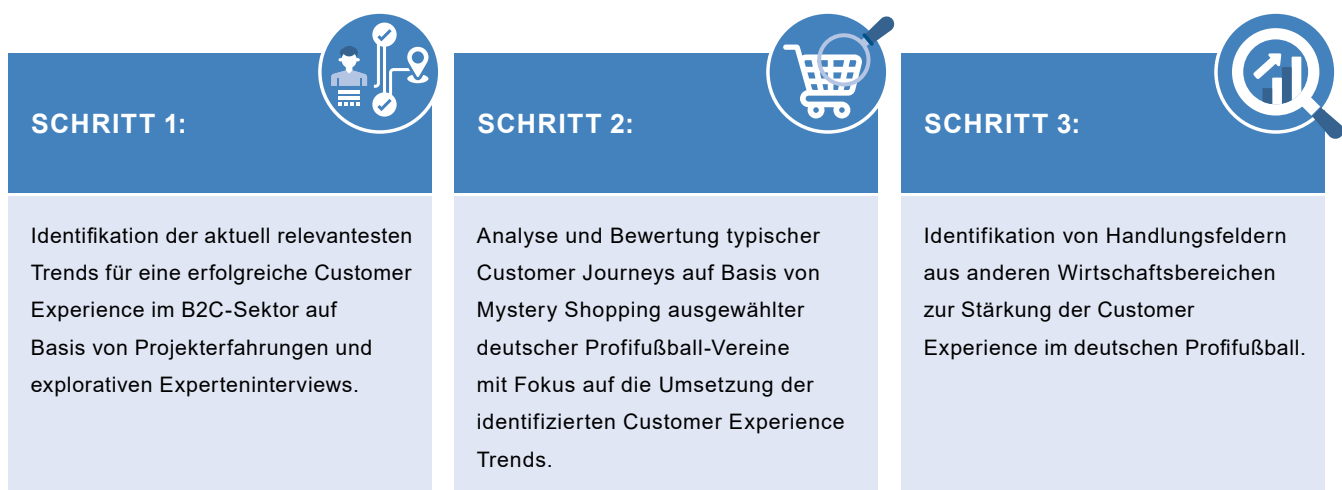 SCHRITT 1:
Identifikation der aktuell relevantesten
Trends für eine erfolgreiche Customer
Experience im B2C-Sektor auf
Basis von Projekterfahrungen und
explorativen Experteninterviews.
SCHRITT 2:
Analyse und Bewertung typischer
Customer Journeys auf Basis von
Mystery Shopping ausgewählter
deutscher Profifußball-Vereine
mit Fokus auf die Umsetzung der
identifizierten Customer Experience
Trends.
SCHRITT 3:
Identifikation von Handlungsfeldern
aus anderen Wirtschaftsbereichen
zur Stärkung der Customer
Experience im deutschen Profifußball.